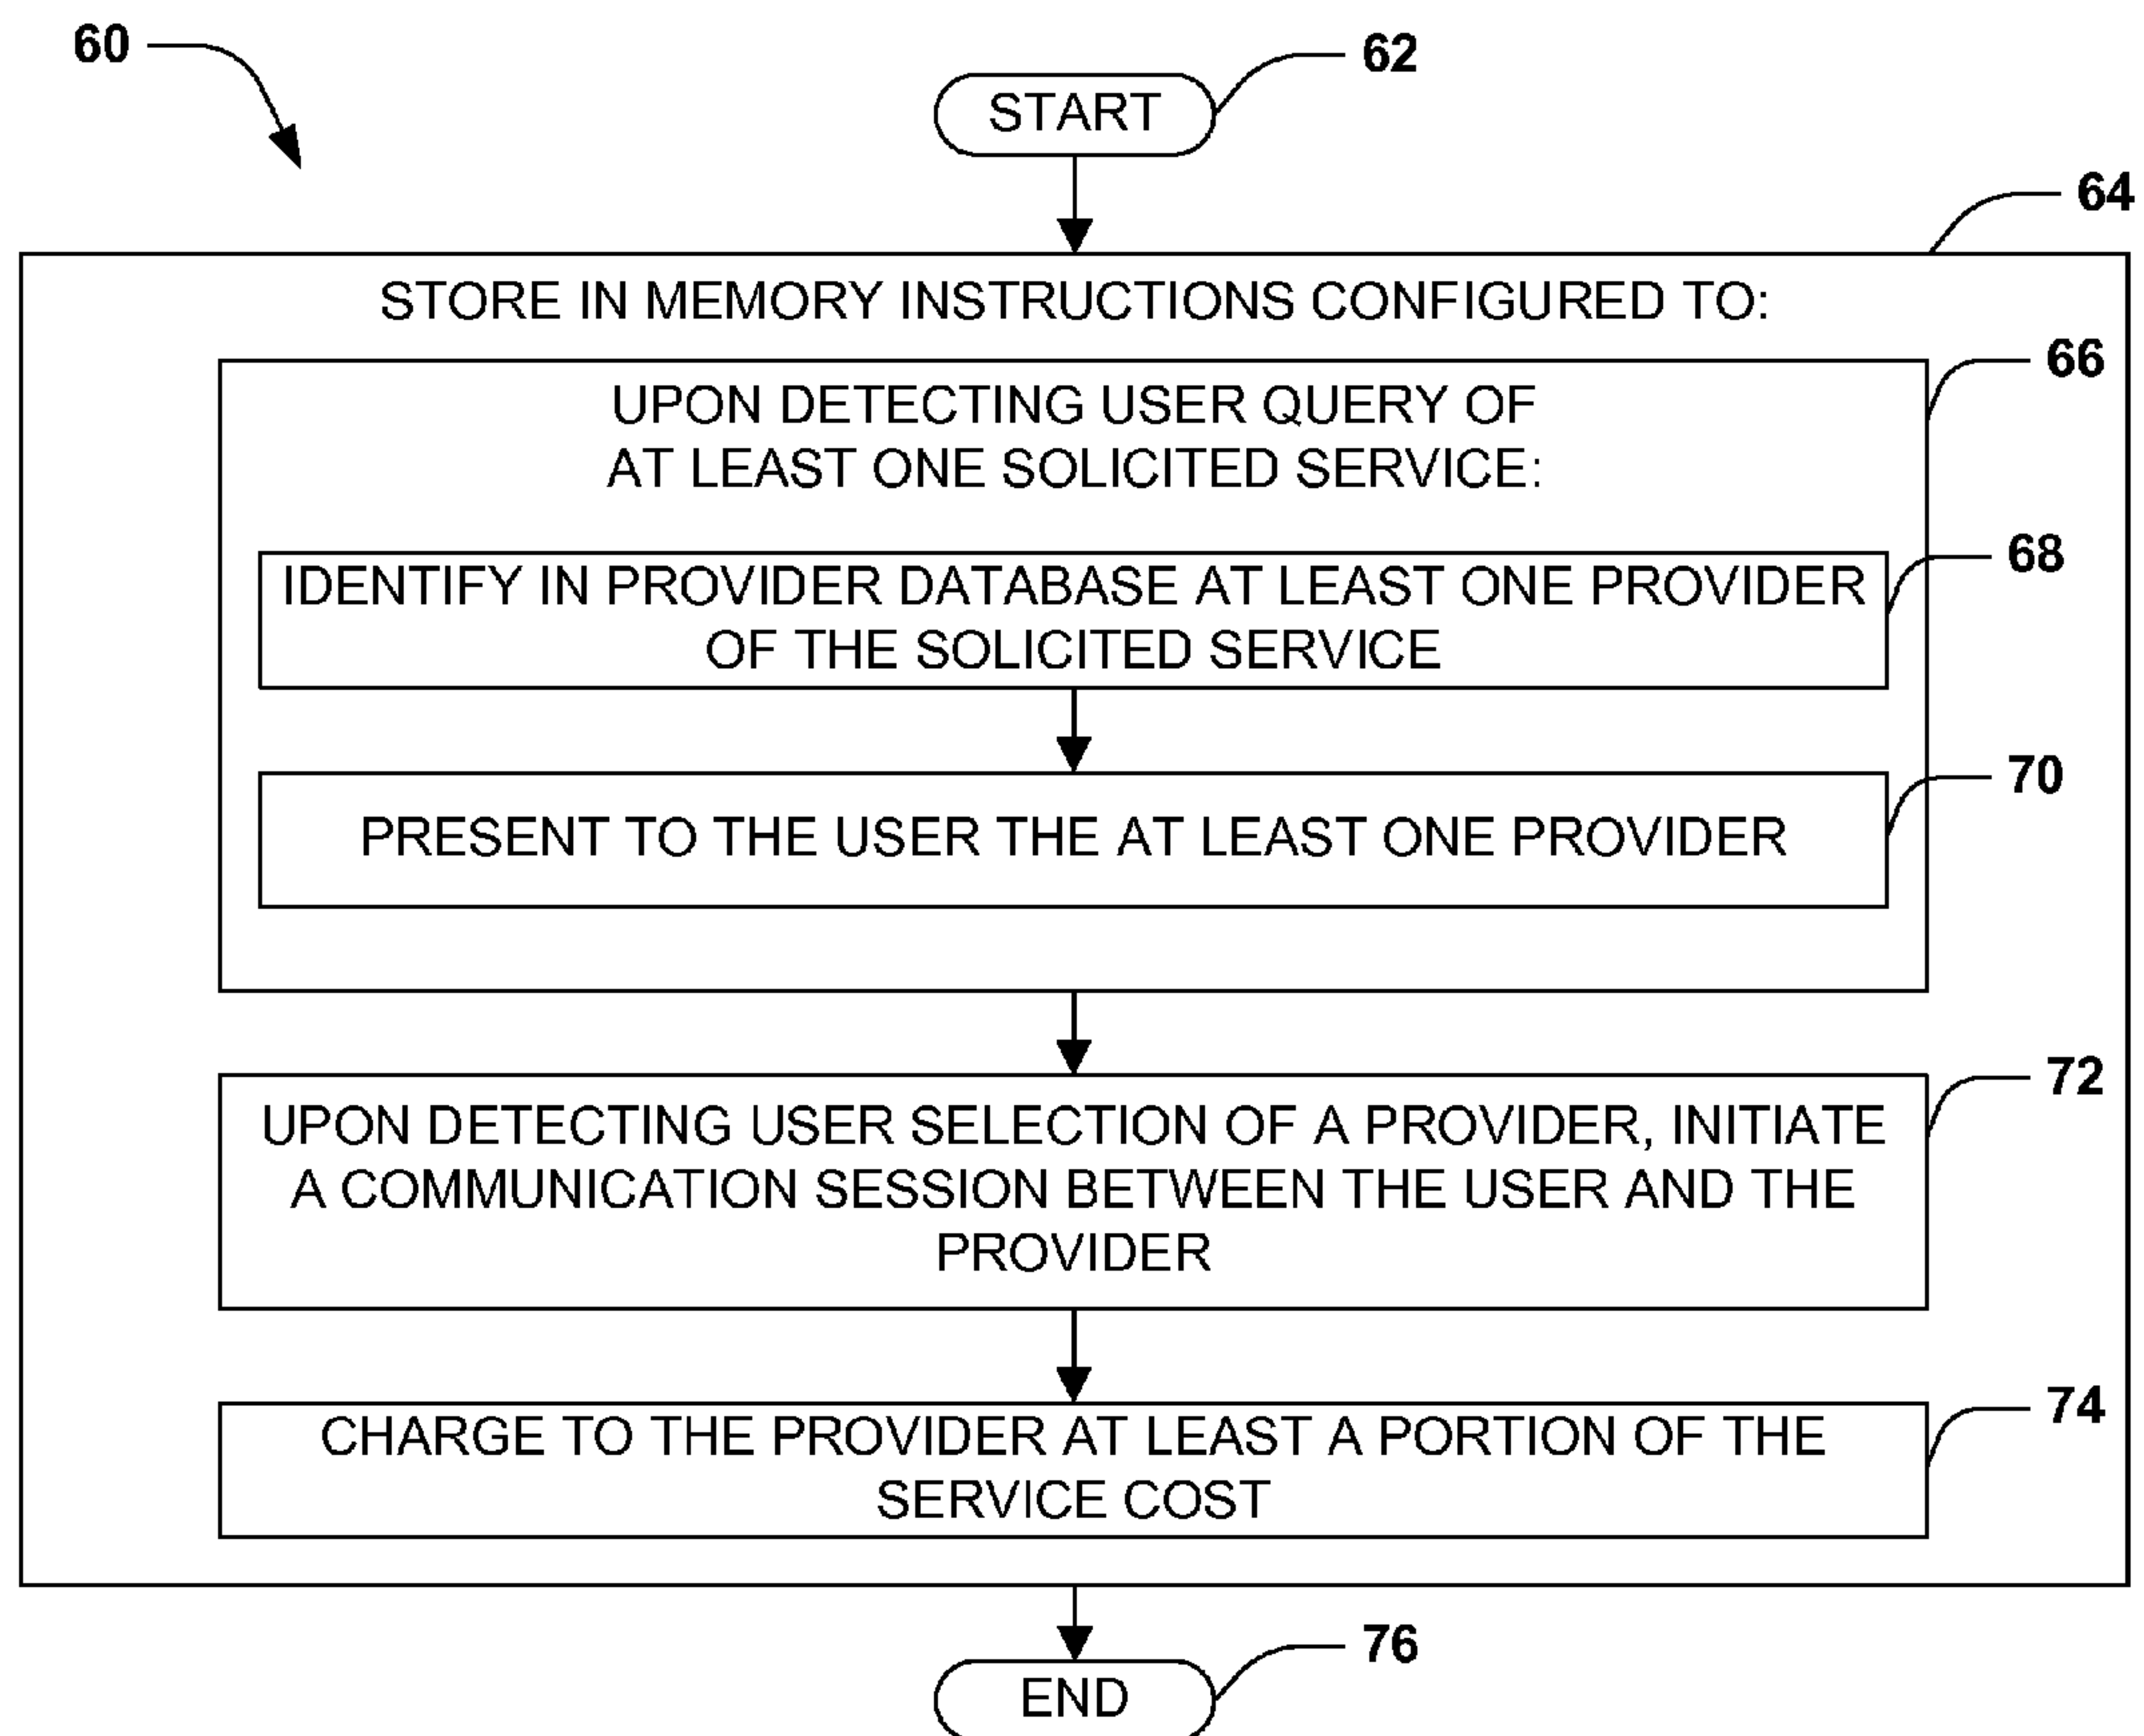 60
62
START
64
STORE IN MEMORY INSTRUCTIONS CONFIGURED TO:
66
UPON DETECTING USER QUERY OF
AT LEAST ONE SOLICITED SERVICE:
68
IDENTIFY IN PROVIDER DATABASE AT LEAST ONE PROVIDER
OF THE SOLICITED SERVICE
70
PRESENT TO THE USER THE AT LEAST ONE PROVIDER
72
UPON DETECTING USER SELECTION OF A PROVIDER, INITIATE
A COMMUNICATION SESSION BETWEEN THE USER AND THE
PROVIDER
74
CHARGE TO THE PROVIDER AT LEAST A PORTION OF THE
SERVICE COST
76
END